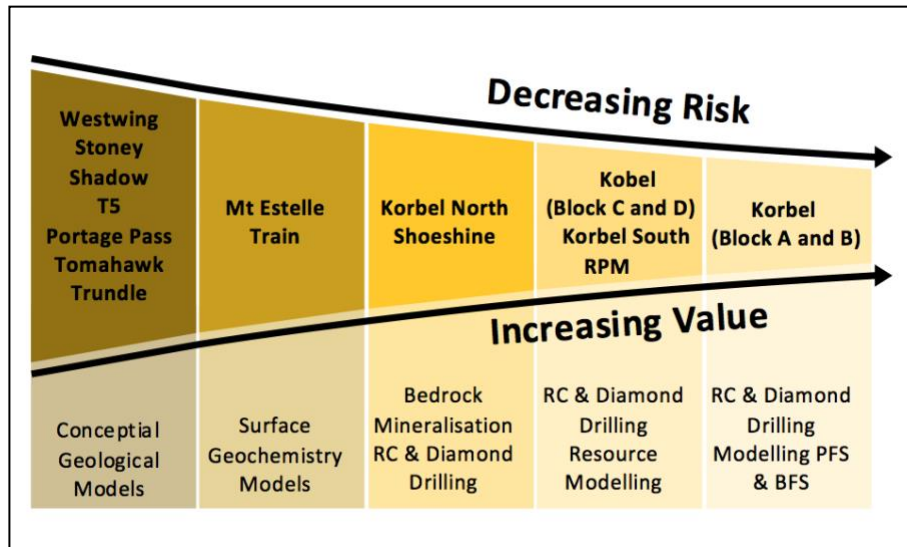 Decreasing Risk
Westwing
Stoney
Shadow
T5
Portage Pass
Tomahawk
Trundle
Mt Estelle
Train
Korbel North
Shoeshine
Kobel
(Block C and D)
Korbel South
RPM
Korbel
(Block A and B)
Increasing Value
Conceptial
Geological
Models
Surface
Geochemistry
Models
Bedrock
Mineralisation
RC & Diamond
Drilling
RC & Diamond
Drilling
Resource
Modelling
RC & Diamond
Drilling
Modelling PFS
& BFS